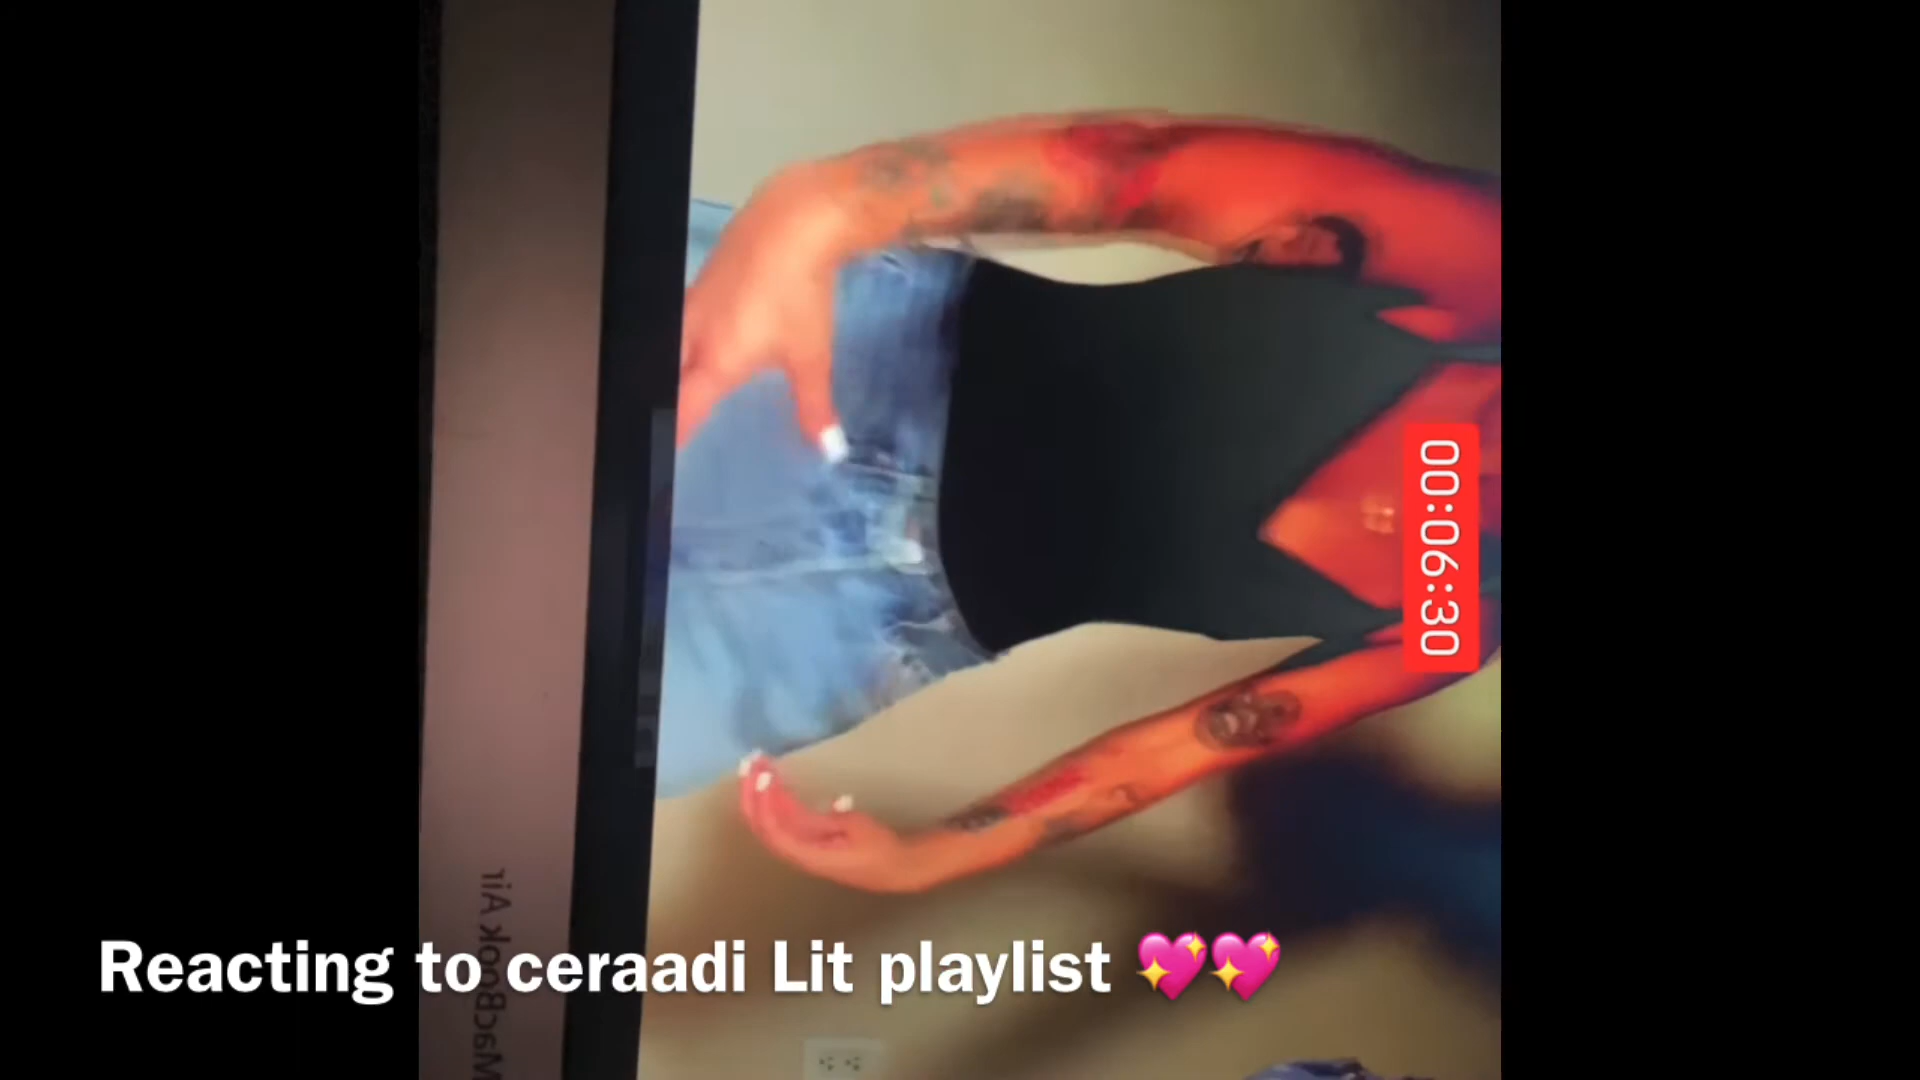 00:06:30
MacBook Air
Reacting to ceraadi Lit playlist 💖💖